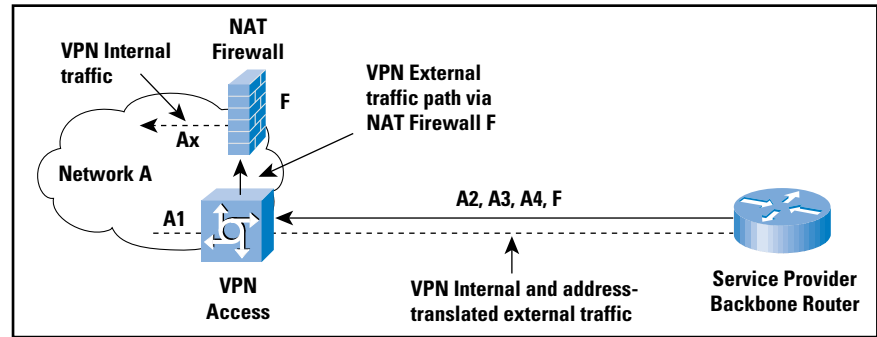 NAT
Firewall
VPN Internal
traffic
F
VPN External
traffic path via
NAT Firewall F
Ax
Network A
A1
A2, A3, A4, F
VPN
Access
VPN Internal and address-
translated external traffic
Service Provider
Backbone Router